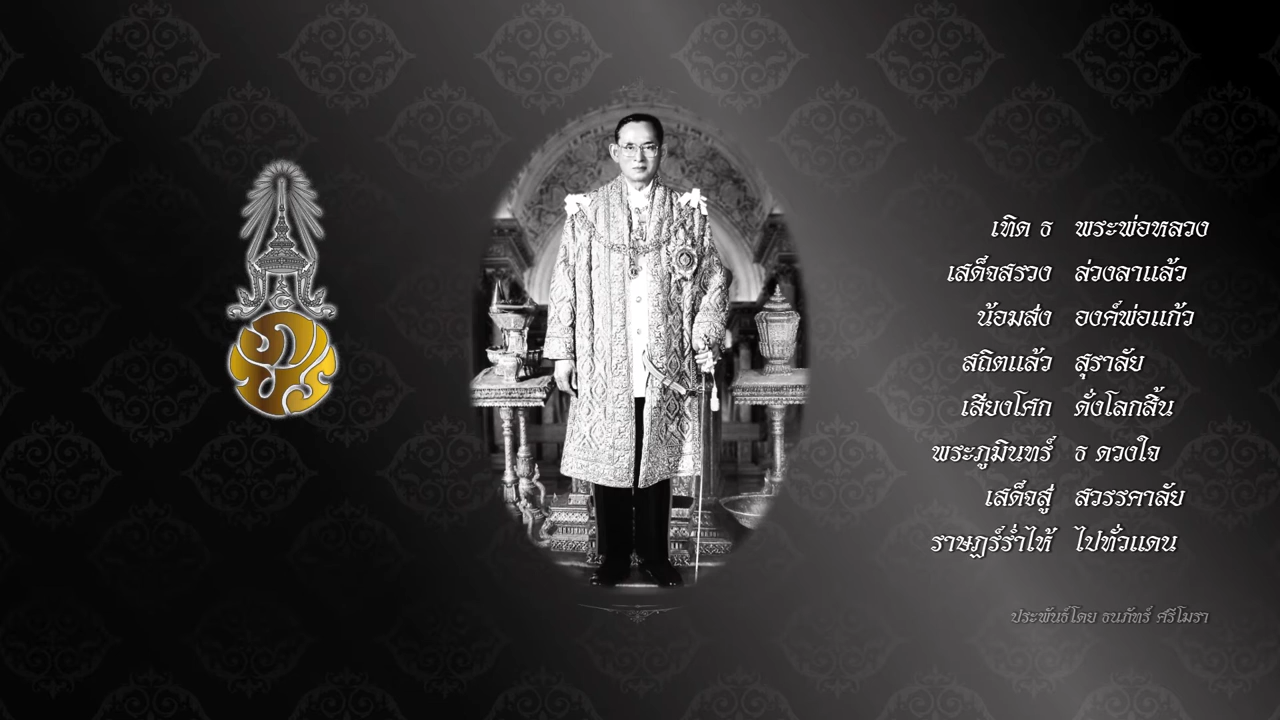 เทิด ธ พระพ่อหลวง
เสด็จสรวง ล่วงลาแล้ว
น้อมส่ง องค์พ่อแก้ว
สถิตแล้ว สุราลัย
เสียงโศก ดั่งโลกสิ้น
พระภูมินทร์ ธ ดวงใจ
เสด็จสู่ สวรรคาลัย
ราษฎร์ร่ำไห้ ไปทั่วแดน
ประพันธ์โดย ธนภัทร์ ศรีโมรา